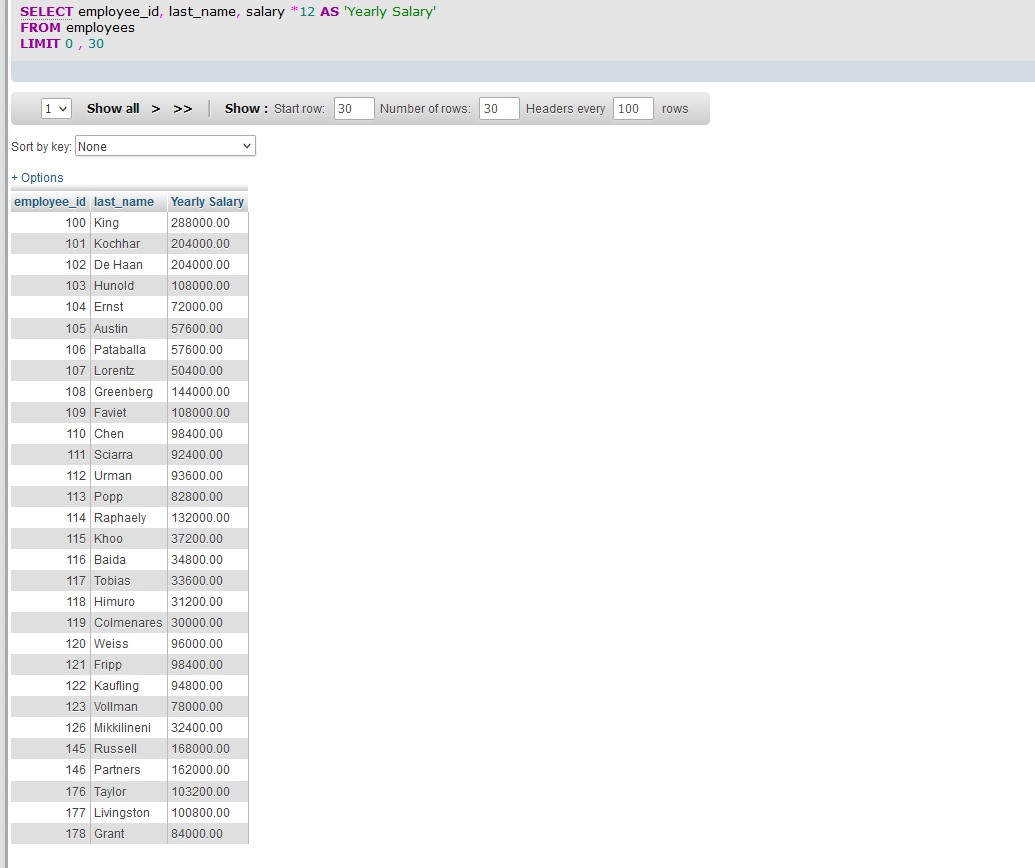 SELECT employee_id, last_name, salary *12 AS 'Yearly Salary'
FROM employees
LIMIT 0 , 30
1 Show all > >> Show : Start row: 30 Number of rows: 30 Headers every 100 rows
Sort by key: None
+ Options
employee_id last_name Yearly Salary
100 King 288000.00
101 Kochhar 204000.00
102 De Haan 204000.00
103 Hunold 108000.00
104 Ernst 72000.00
105 Austin 57600.00
106 Pataballa 57600.00
107 Lorentz 50400.00
108 Greenberg 144000.00
109 Faviet 108000.00
110 Chen 98400.00
111 Sciarra 92400.00
112 Urman 93600.00
113 Popp 82800.00
114 Raphaely 132000.00
115 Khoo 37200.00
116 Baida 34800.00
117 Tobias 33600.00
118 Himuro 31200.00
119 Colmenares 30000.00
120 Weiss 96000.00
121 Fripp 98400.00
122 Kaufling 94800.00
123 Vollman 78000.00
126 Mikkilineni 32400.00
145 Russell 168000.00
146 Partners 162000.00
176 Taylor 103200.00
177 Livingston 100800.00
178 Grant 84000.00